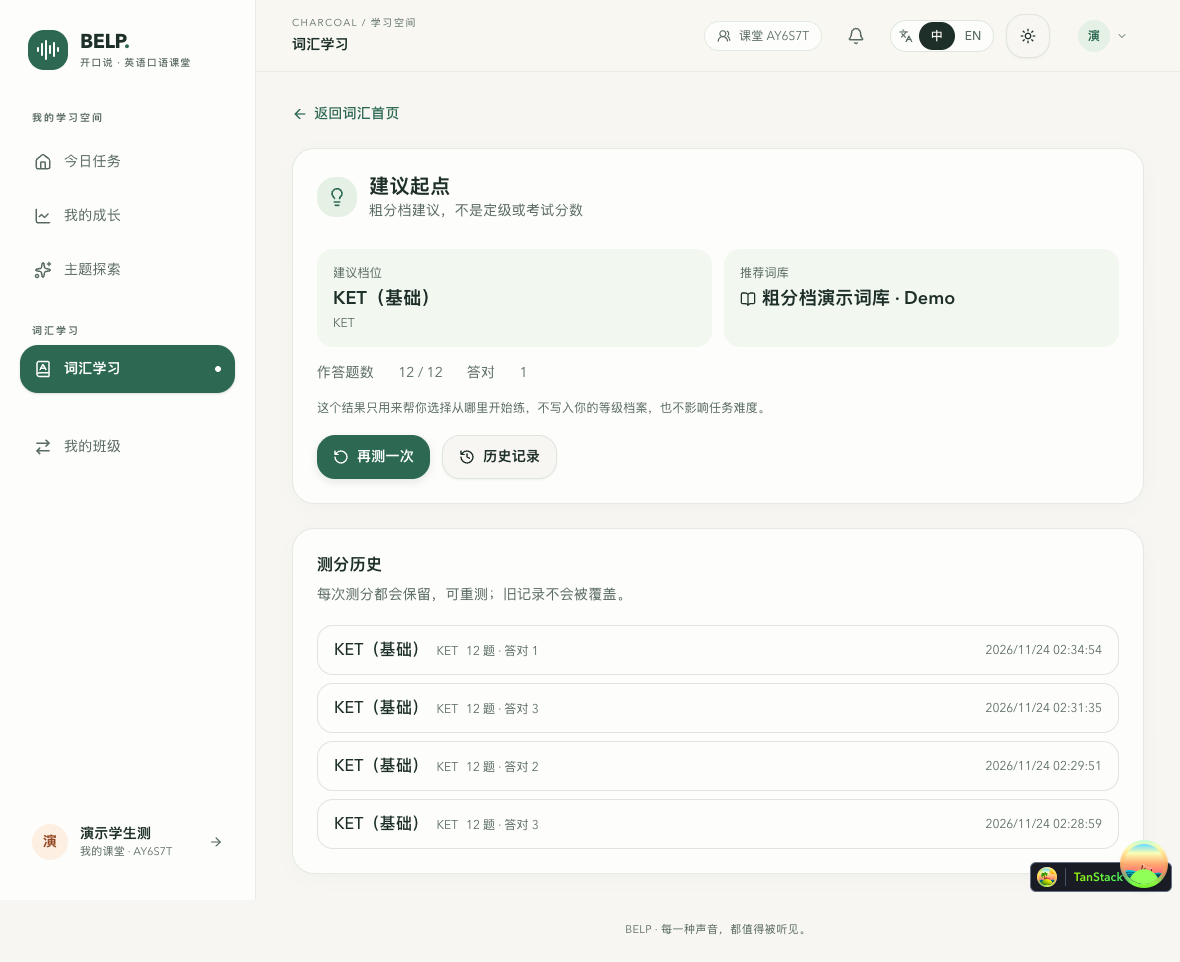 BELP.
开口说 · 英语口语课堂
我的学习空间
今日任务
我的成长
主题探索
词汇学习
词汇学习
我的班级
演
演示学生测
我的课堂 · AY6S7T
CHARCOAL / 学习空间
词汇学习
课堂 AY6S7T
中
EN
演
返回词汇首页
建议起点
粗分档建议，不是定级或考试分数
建议档位
KET（基础）
KET
推荐词库
粗分档演示词库 · Demo
作答题数 12 / 12 答对 1
这个结果只用来帮你选择从哪里开始练，不写入你的等级档案，也不影响任务难度。
再测一次
历史记录
测分历史
每次测分都会保留，可重测；旧记录不会被覆盖。
KET（基础） KET 12 题 · 答对 1 2026/11/24 02:34:54
KET（基础） KET 12 题 · 答对 3 2026/11/24 02:31:35
KET（基础） KET 12 题 · 答对 2 2026/11/24 02:29:51
KET（基础） KET 12 题 · 答对 3 2026/11/24 02:28:59
TanStack
BELP · 每一种声音，都值得被听见。